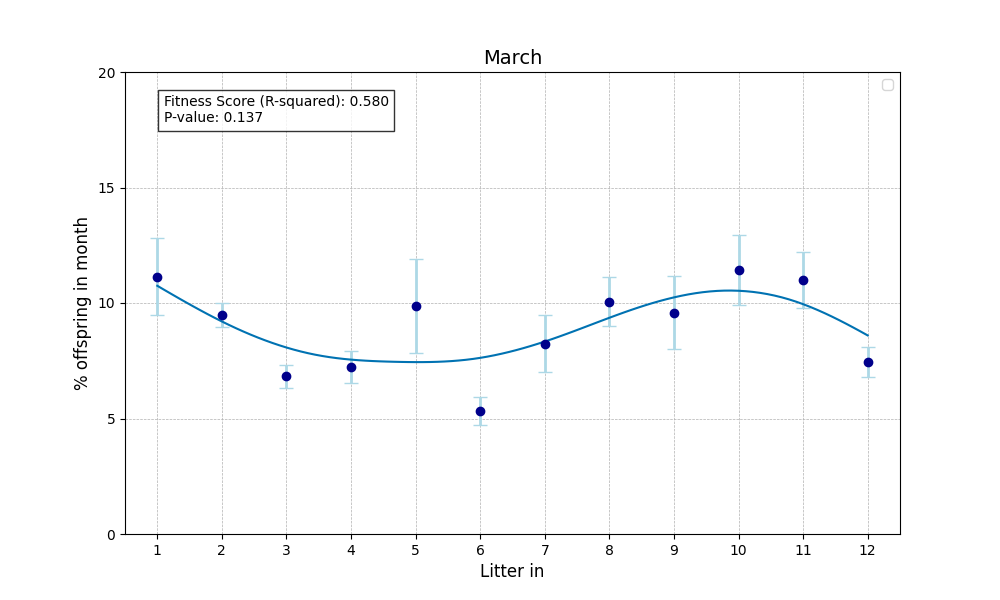 March
20
15
10
5
0
% offspring in month
Fitness Score (R-squared): 0.580
P-value: 0.137
1 2 3 4 5 6 7 8 9 10 11 12
Litter in